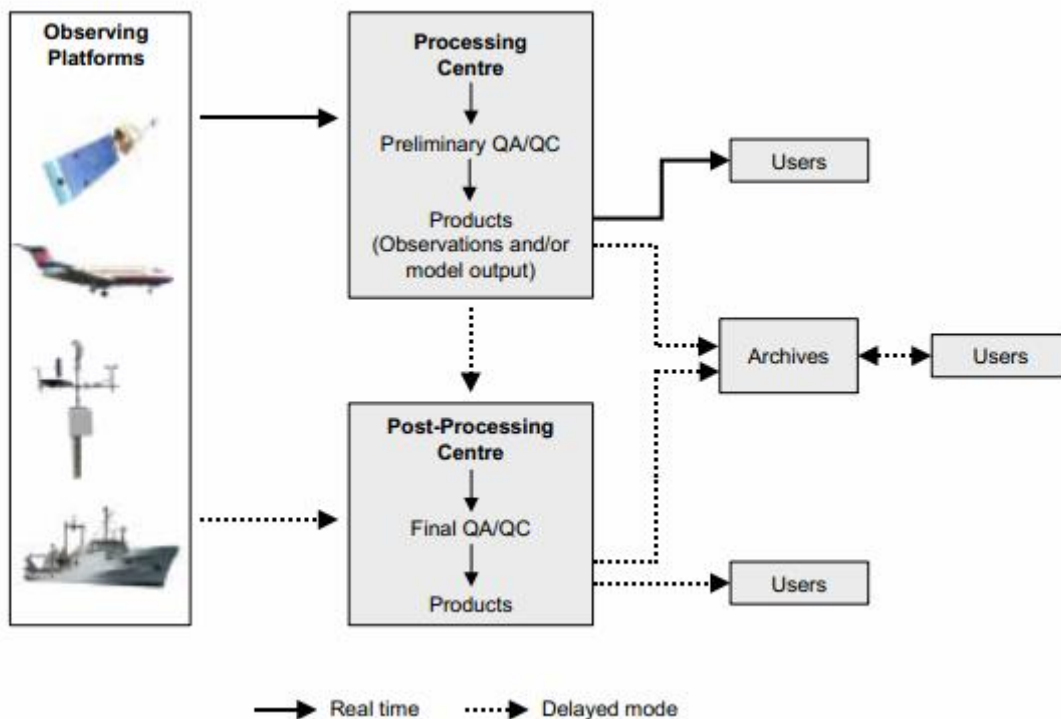 Observing
Platforms
Processing
Centre
Preliminary QA/QC
Products
(Observations and/or
model output)
Users
Archives
Users
Post-Processing
Centre
Final QA/QC
Products
Users
Real time
Delayed mode